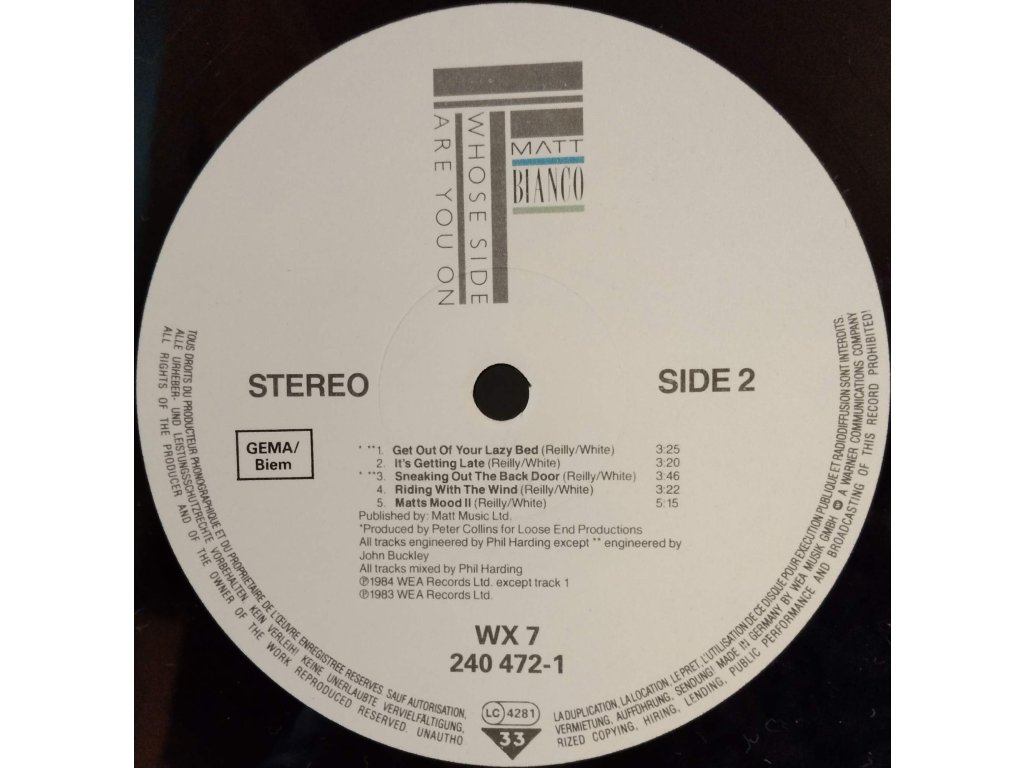 MATT
BIANCO
WHOSE SIDE
ARE YOU ON
STEREO
SIDE 2
GEMA/
Biem
* **1. Get Out Of Your Lazy Bed (Reilly/White) 3:25
2. It's Getting Late (Reilly/White) 3:20
* **3. Sneaking Out The Back Door (Reilly/White) 3:46
4. Riding With The Wind (Reilly/White) 3:22
5. Matts Mood II (Reilly/White) 5:15
Published by: Matt Music Ltd.
*Produced by Peter Collins for Loose End Productions
All tracks engineered by Phil Harding except ** engineered by
John Buckley
All tracks mixed by Phil Harding
℗1984 WEA Records Ltd. except track 1
℗1983 WEA Records Ltd.
WX 7
240 472-1
LC 4281
33
TOUS DROITS DU PRODUCTEUR PHONOGRAPHIQUE ET DU PROPRIETAIRE DE L'ŒUVRE ENREGISTREE RESERVES. SAUF AUTORISATION,
LA DUPLICATION, LA LOCATION, LE PRET, L'UTILISATION DE CE DISQUE POUR EXECUTION PUBLIQUE ET RADIODIFFUSION SONT INTERDITS.
ALLE URHEBER- UND LEISTUNGSSCHUTZRECHTE VORBEHALTEN. KEIN VERLEIH! KEINE UNERLAUBTE VERVIELFÄLTIGUNG,
VERMIETUNG, AUFFÜHRUNG, SENDUNG! MADE IN GERMANY BY WEA MUSIK GMBH A WARNER COMMUNICATIONS COMPANY
ALL RIGHTS OF THE PRODUCER AND OF THE OWNER OF THE WORK REPRODUCED RESERVED. UNAUTHO
RIZED COPYING, HIRING, LENDING, PUBLIC PERFORMANCE AND BROADCASTING OF THIS RECORD PROHIBITED!